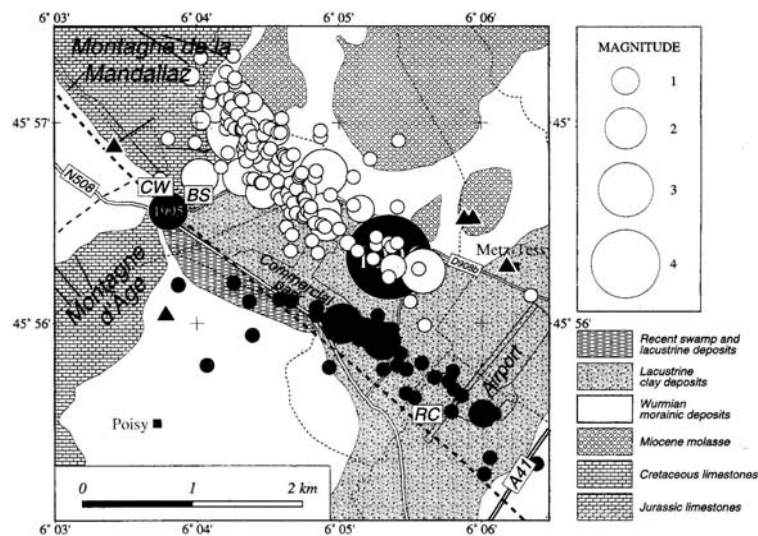 6° 03' 6° 04' 6° 05' 6° 06'
Montagne de la
Mandallaz
45° 57' 45° 57'
N508
CW
BS
D908b
Metz-Tess
Montagne
d'Age
Commercial
45° 56' 45° 56'
Airport
RC
Poisy
A41
0 1 2 km
6° 03' 6° 04' 6° 05' 6° 06'
MAGNITUDE
1
2
3
4
Recent swamp and
lacustrine deposits
Lacustrine
clay deposits
Wurmian
morainic deposits
Miocene molasse
Cretaceous limestones
Jurassic limestones